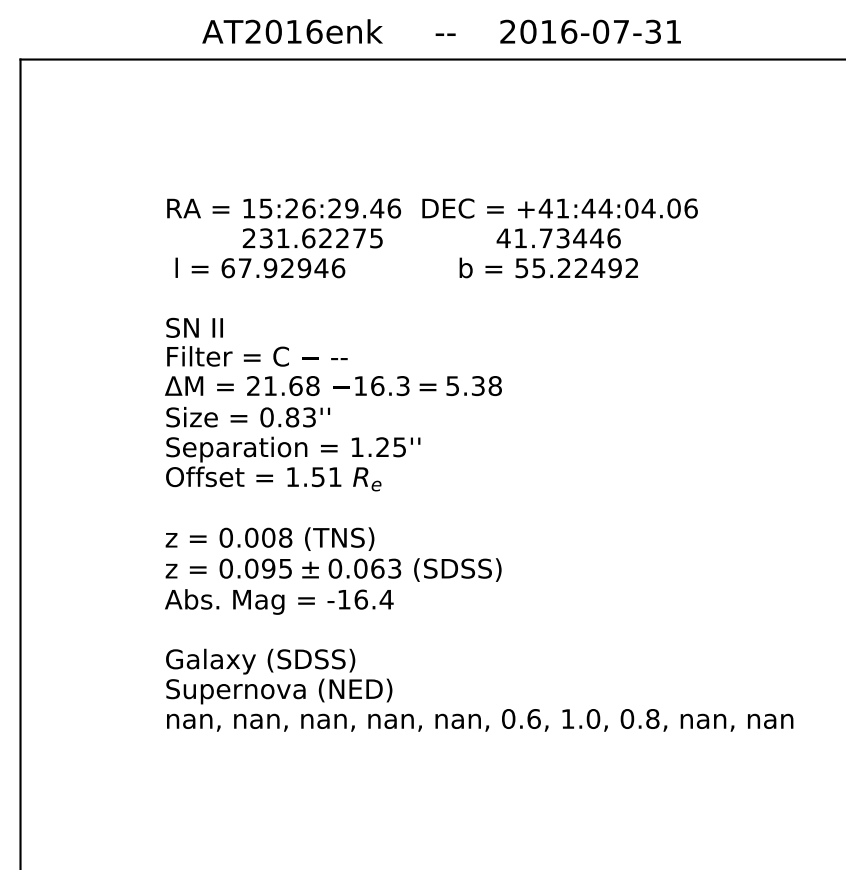 AT2016enk -- 2016-07-31
RA = 15:26:29.46 DEC = +41:44:04.06
231.62275 41.73446
l = 67.92946 b = 55.22492
SN II
Filter = C − --
ΔM = 21.68 −16.3 = 5.38
Size = 0.83''
Separation = 1.25''
Offset = 1.51 Rₑ
z = 0.008 (TNS)
z = 0.095 ± 0.063 (SDSS)
Abs. Mag = -16.4
Galaxy (SDSS)
Supernova (NED)
nan, nan, nan, nan, nan, 0.6, 1.0, 0.8, nan, nan